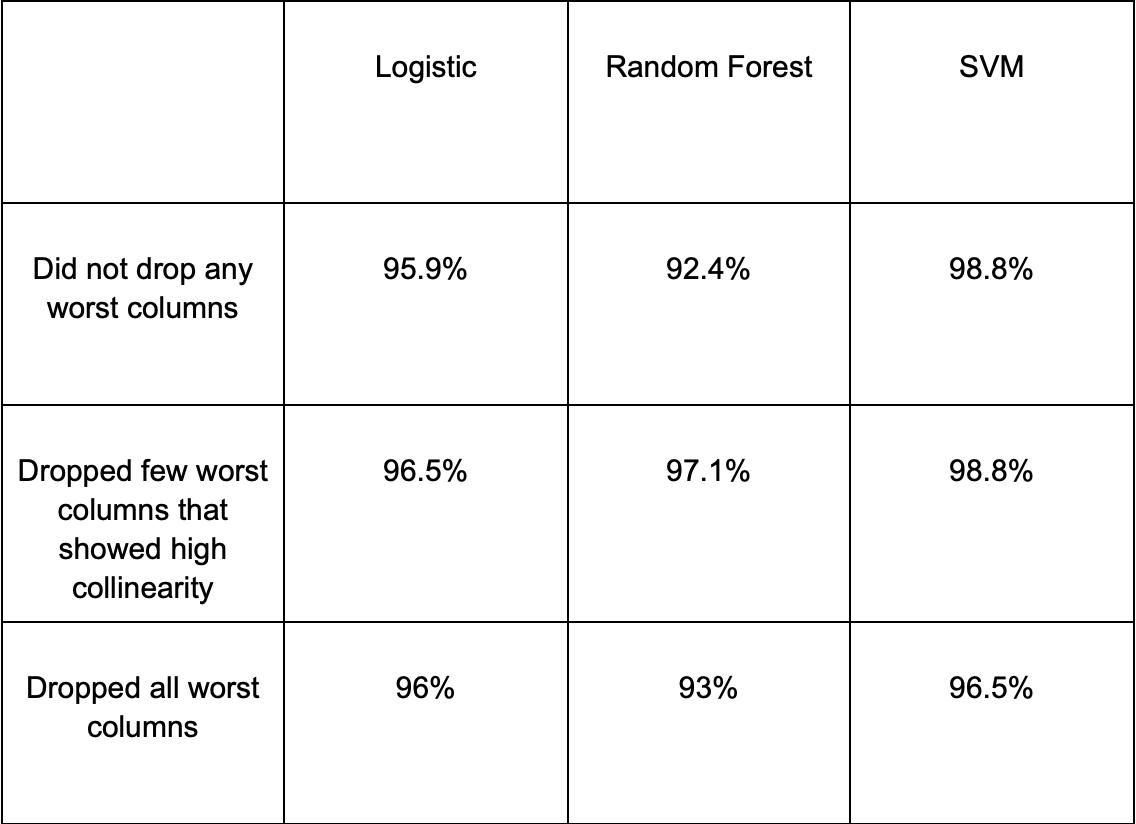 Logistic
Random Forest
SVM
Did not drop any
worst columns
95.9%
92.4%
98.8%
Dropped few worst
columns that
showed high
collinearity
96.5%
97.1%
98.8%
Dropped all worst
columns
96%
93%
96.5%